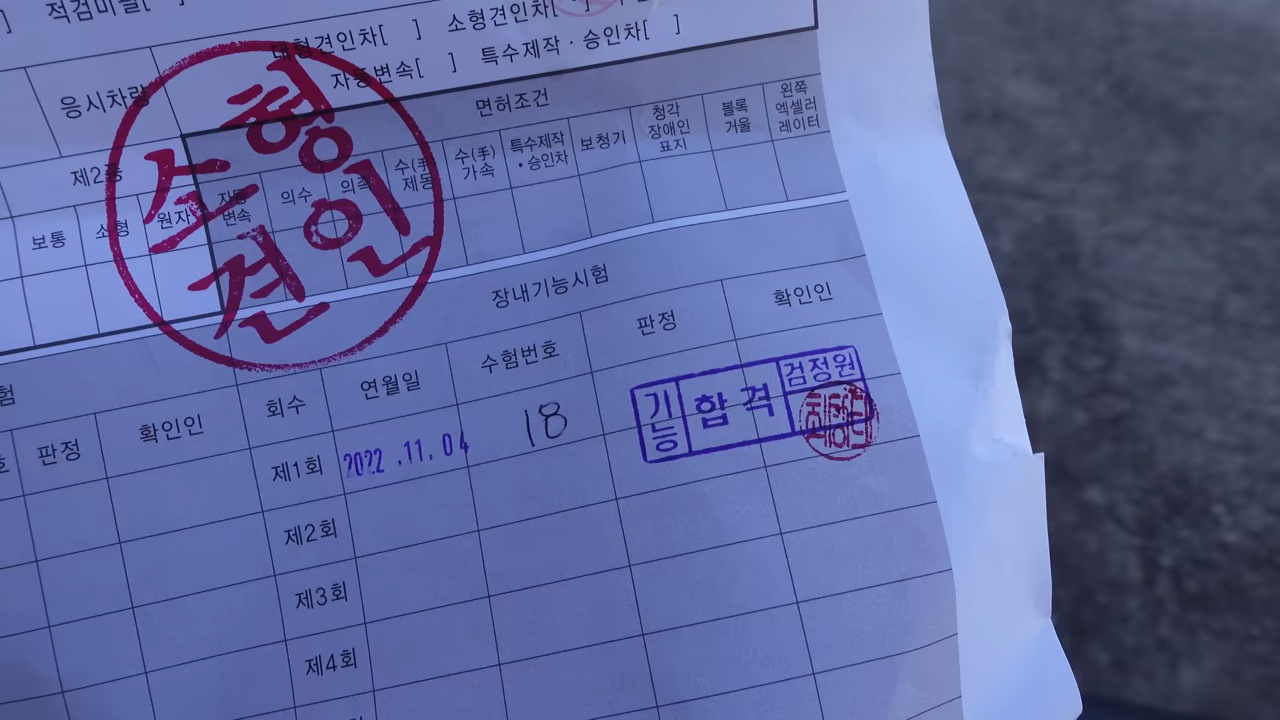 ] 적검미필[ ]
대형견인차[ ] 소형견인차[ ]
자동변속[ ] 특수제작 · 승인차[ ]
응시차량
소형
견인
면허조건
제2종
보통 소형 원자
자동
변속
의수
의족
수(手)
제동
수(手)
가속
특수제작
· 승인차
보청기
청각
장애인
표지
볼록
거울
왼쪽
엑셀러
레이터
장내기능시험
험
판정 확인인
회수 연월일 수험번호 판정 확인인
제1회 2022 .11. 04 18
기능 합격 검정원
제2회
제3회
제4회